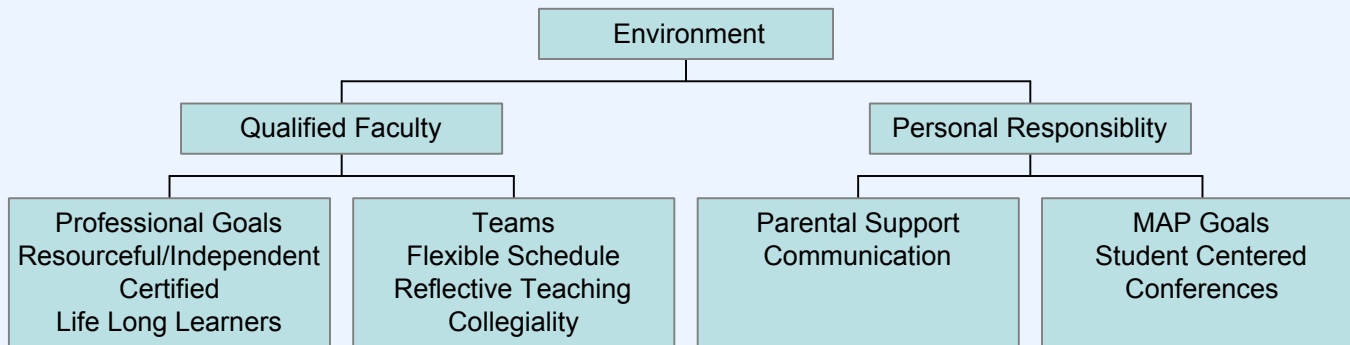 Environment
Qualified Faculty
Personal Responsiblity
Professional Goals
Resourceful/Independent
Certified
Life Long Learners
Teams
Flexible Schedule
Reflective Teaching
Collegiality
Parental Support
Communication
MAP Goals
Student Centered
Conferences